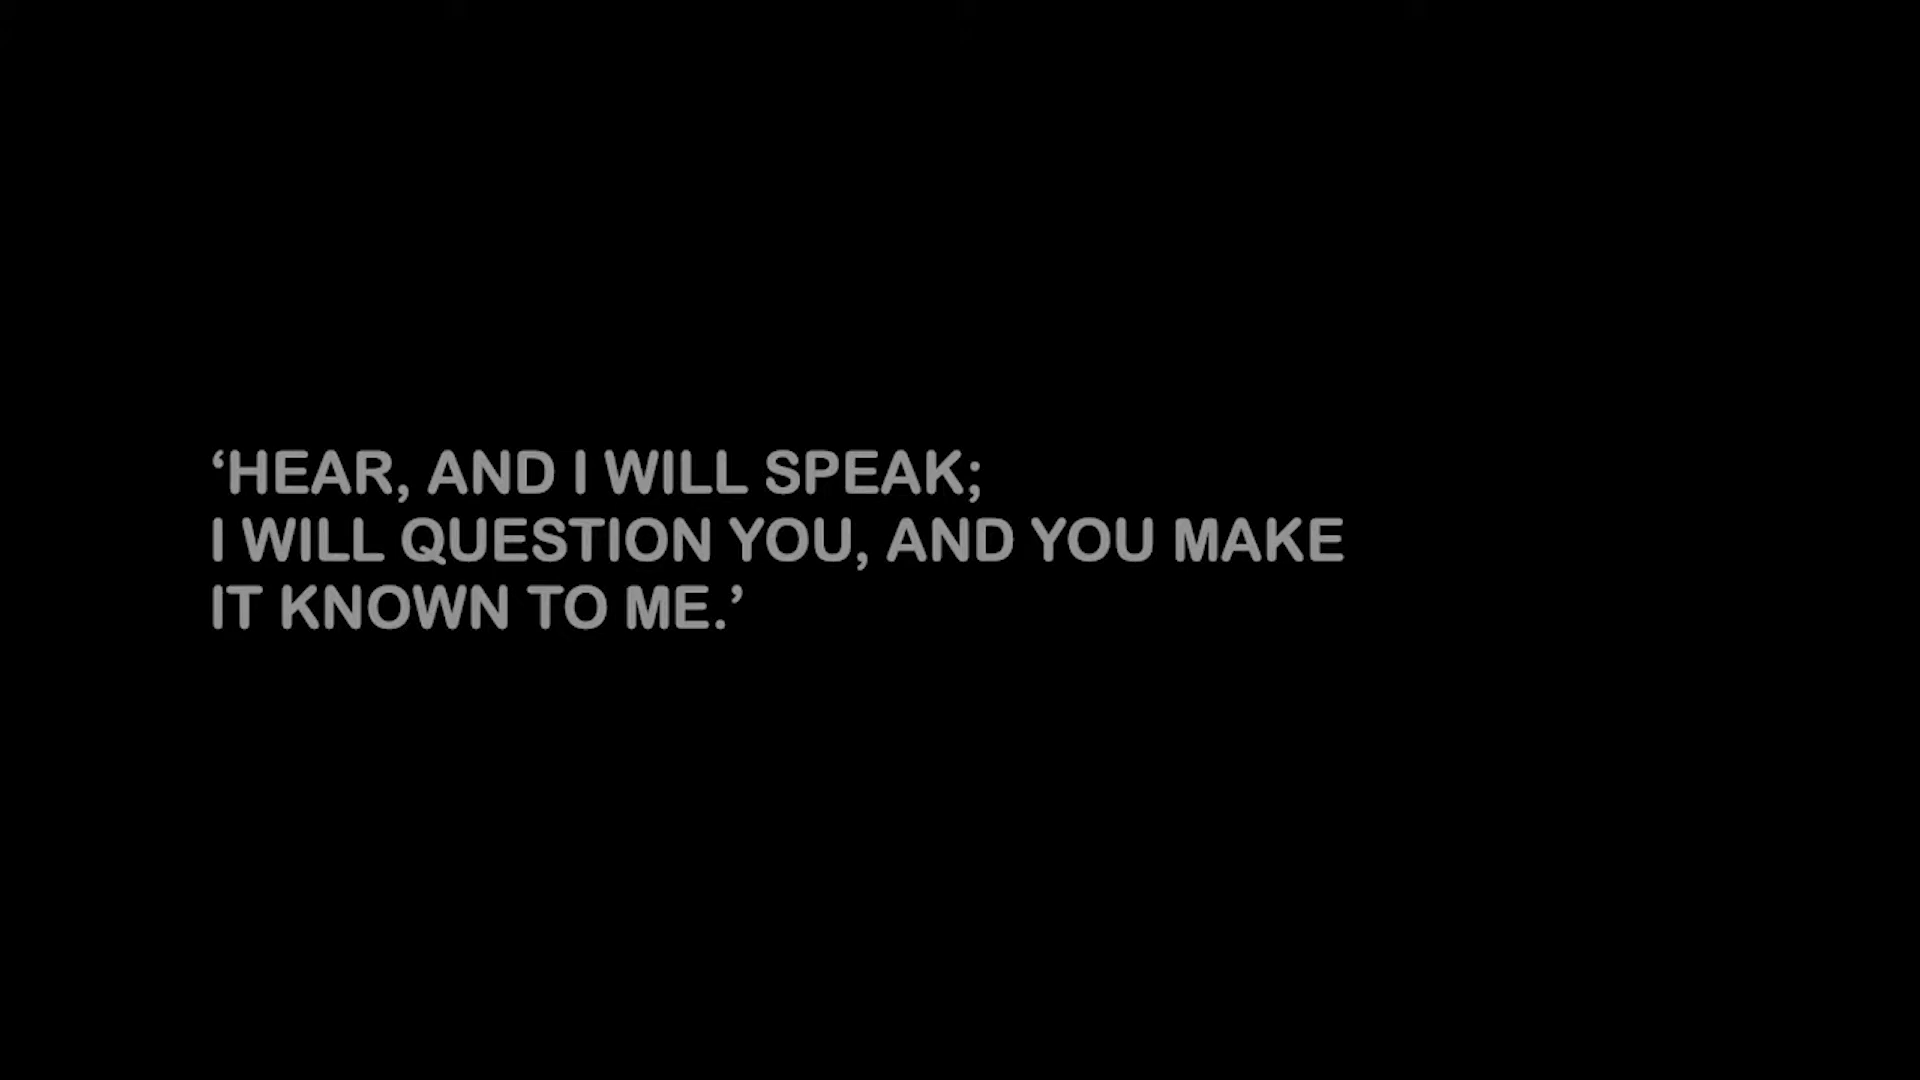 ‘HEAR, AND I WILL SPEAK;
I WILL QUESTION YOU, AND YOU MAKE
IT KNOWN TO ME.’